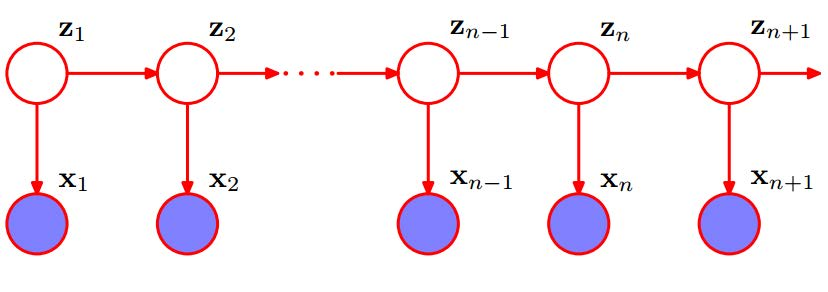 z₁ z₂ zₙ₋₁ zₙ zₙ₊₁
x₁ x₂ xₙ₋₁ xₙ xₙ₊₁